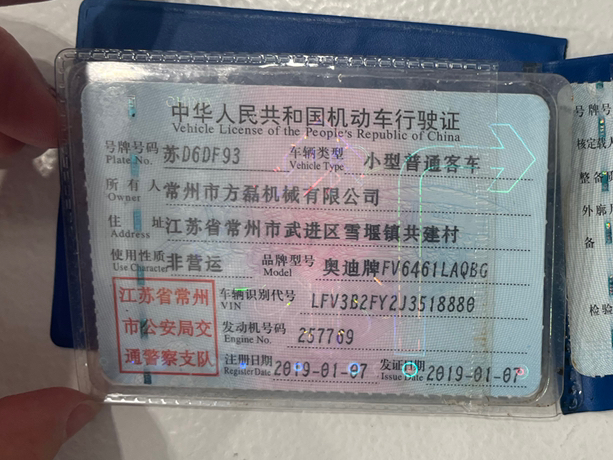 中华人民共和国机动车行驶证
Vehicle License of the People's Republic of China
号牌号码 苏D6DF93 车辆类型 小型普通客车
Plate No. Vehicle Type
所有人 常州市方磊机械有限公司
Owner
住址 江苏省常州市武进区雪堰镇共建村
Address
使用性质 非营运 品牌型号 奥迪牌FV6461LAQBG
Use Character Model
江苏省常州
市公安局交
通警察支队
车辆识别代号 LFV3B2FY2J3518880
VIN
发动机号码 257769
Engine No.
注册日期 2019-01-07 发证日期 2019-01-07
Register Date Issue Date
号牌号
核定载人
整备质
外廓尺
备
检验